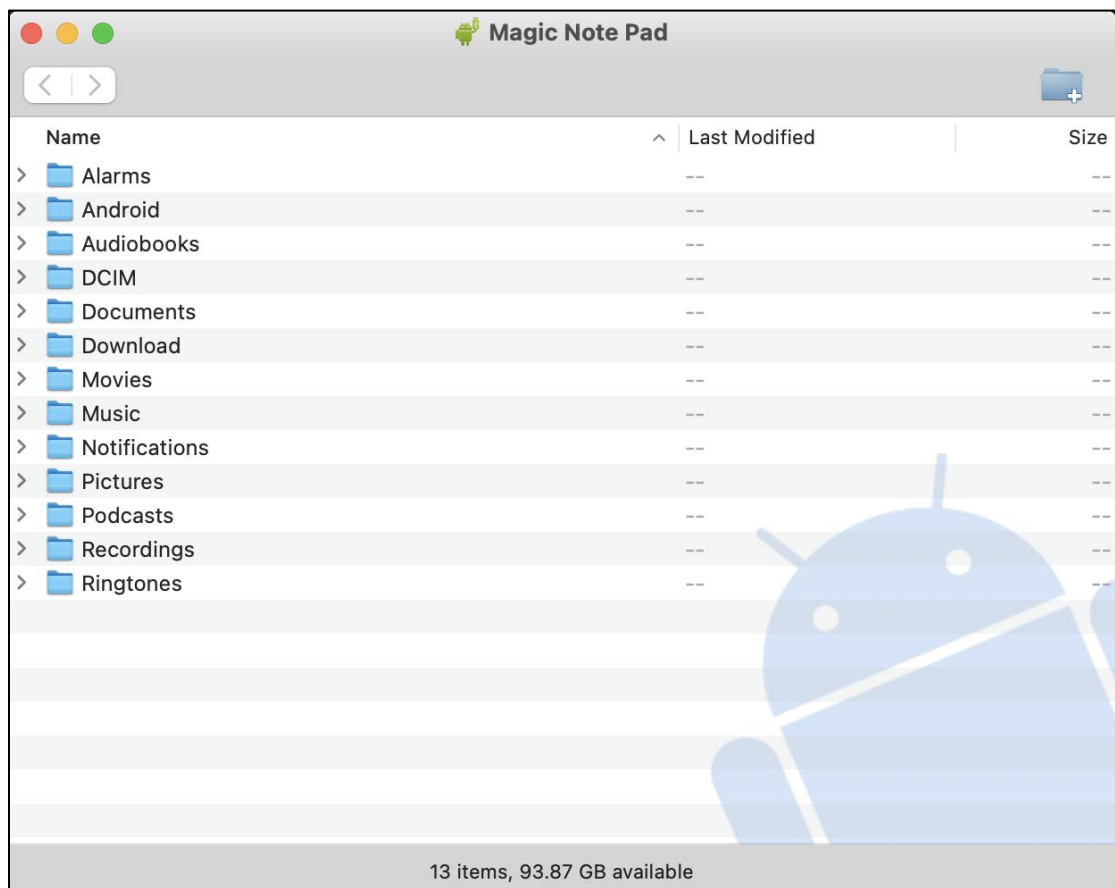 Magic Note Pad
Name Last Modified Size
Alarms -- --
Android -- --
Audiobooks -- --
DCIM -- --
Documents -- --
Download -- --
Movies -- --
Music -- --
Notifications -- --
Pictures -- --
Podcasts -- --
Recordings -- --
Ringtones -- --
13 items, 93.87 GB available